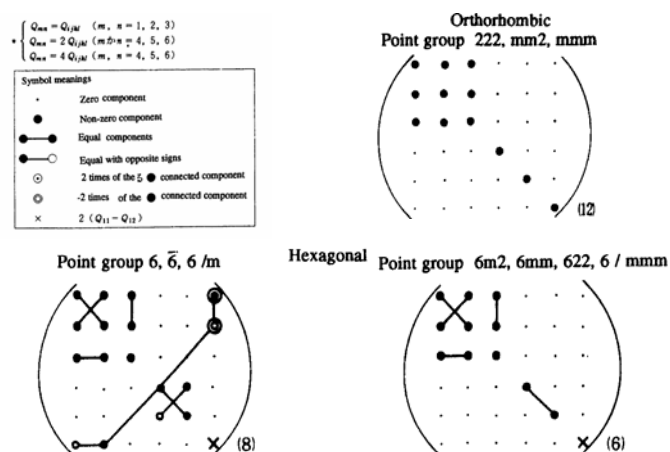 * { Q_mn = Q_ijkl (m, n = 1, 2, 3)
Q_mn = 2 Q_ijkl (m n = 4, 5, 6)
Q_mn = 4 Q_ijkl (m, n = 4, 5, 6)
Symbol meanings
Zero component
Non-zero component
Equal components
Equal with opposite signs
2 times of the connected component
-2 times of the connected component
× 2 (Q₁₁ − Q₁₂)
Orthorhombic
Point group 222, mm2, mmm
(12)
Hexagonal
Point group 6, 6̅, 6 /m
(8)
Point group 6m2, 6mm, 622, 6 / mmm
(6)